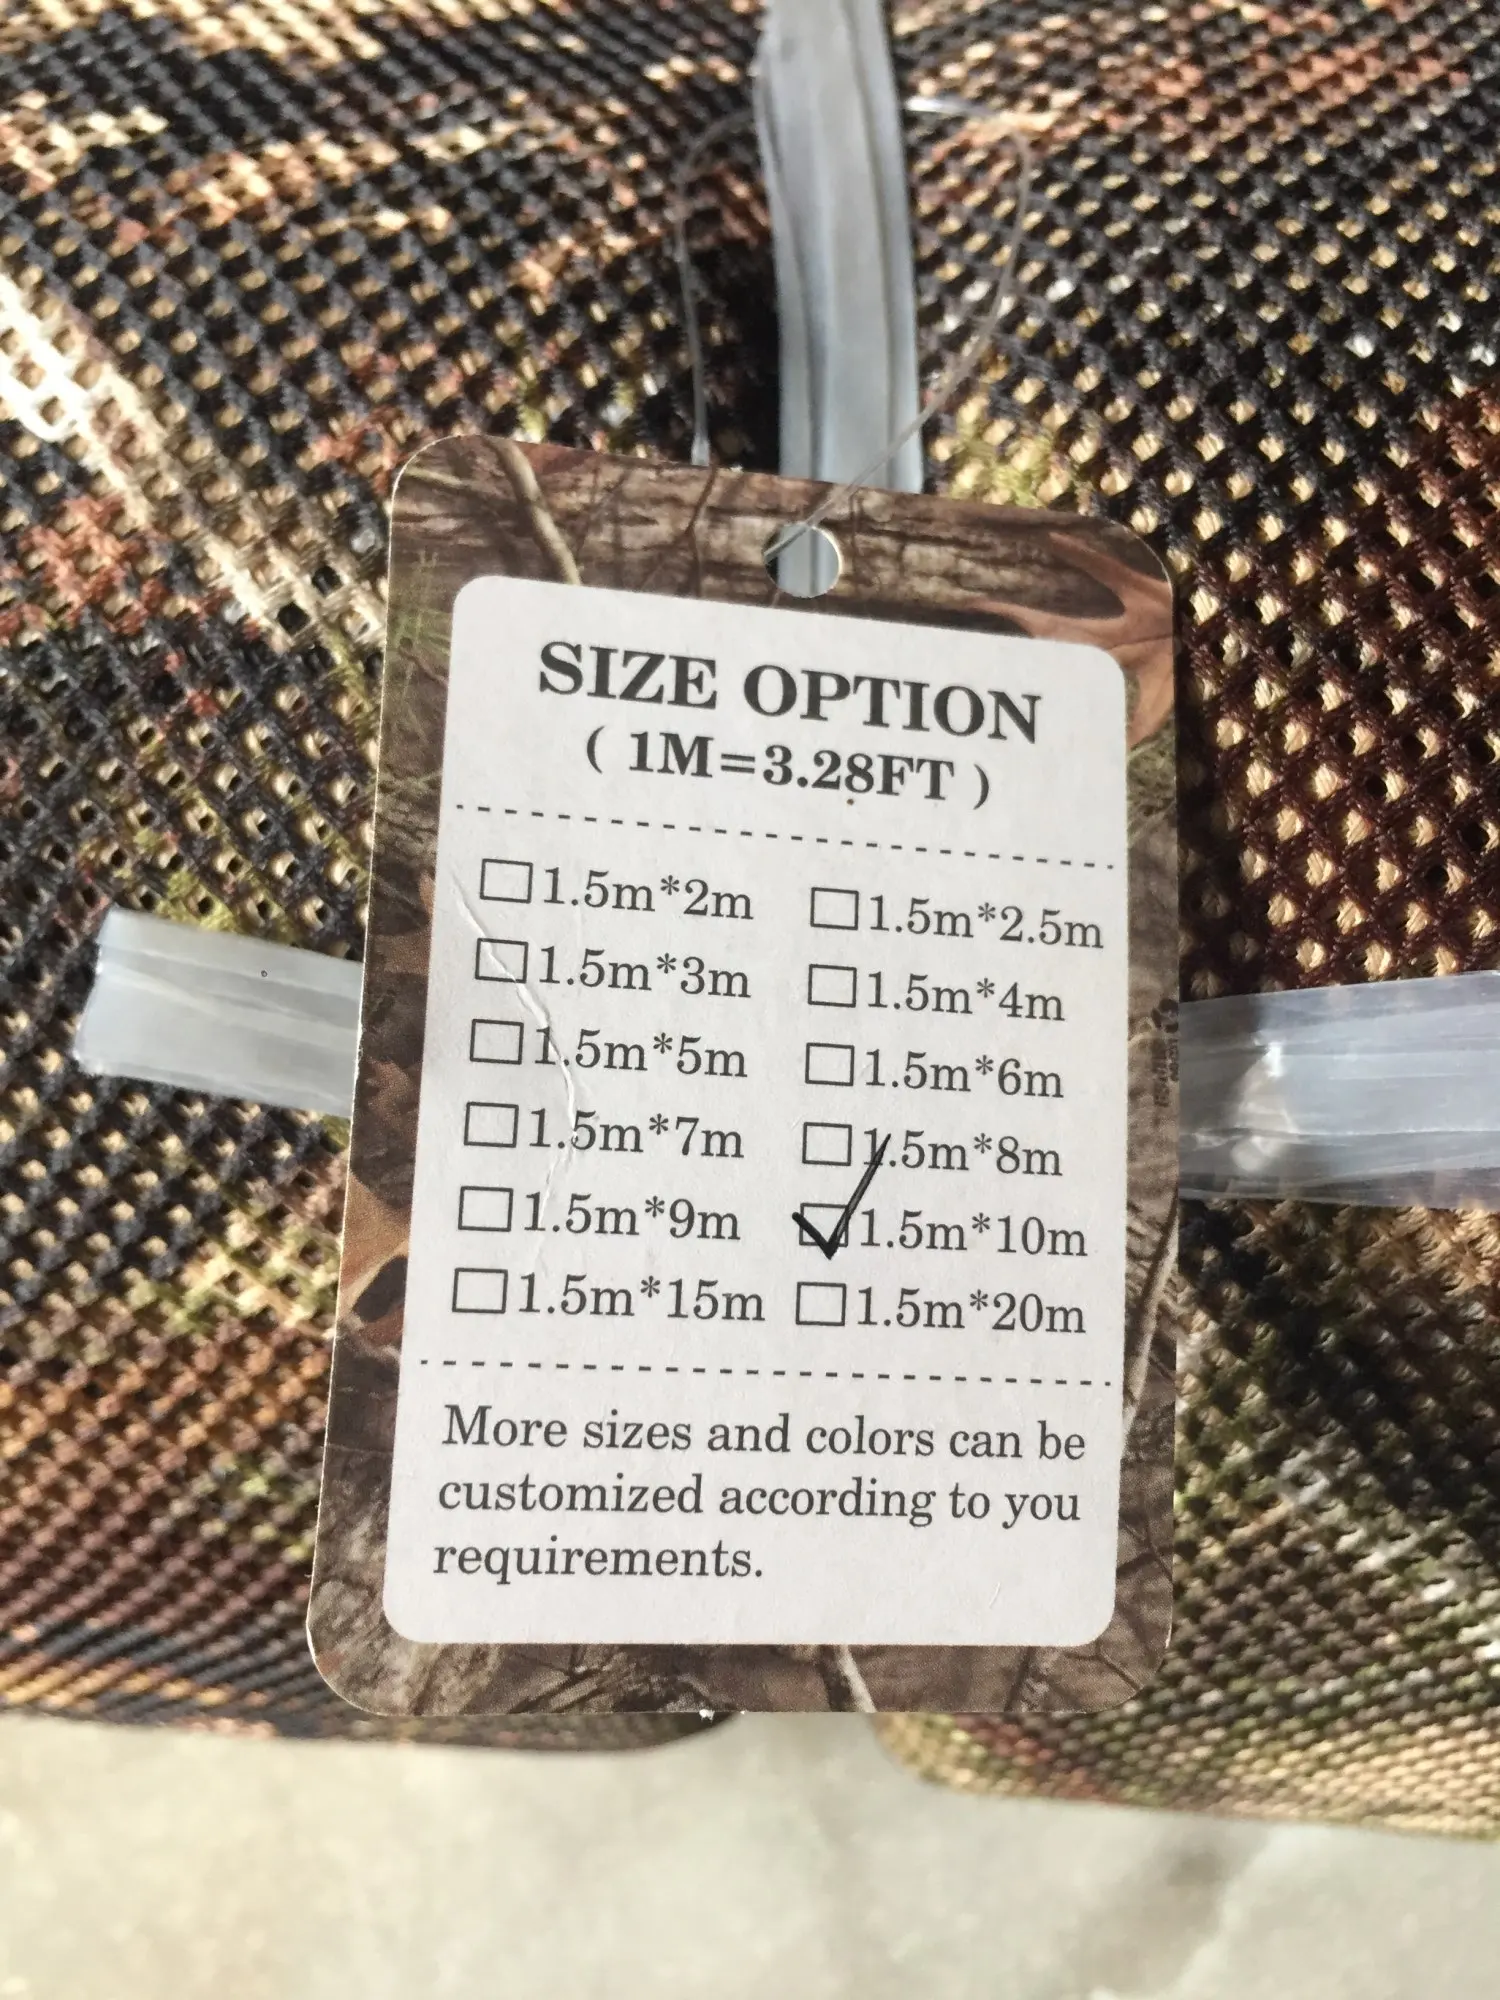 SIZE OPTION
( 1M=3.28FT )
1.5m*2m 1.5m*2.5m
1.5m*3m 1.5m*4m
1.5m*5m 1.5m*6m
1.5m*7m 1.5m*8m
1.5m*9m 1.5m*10m
1.5m*15m 1.5m*20m
More sizes and colors can be
customized according to you
requirements.